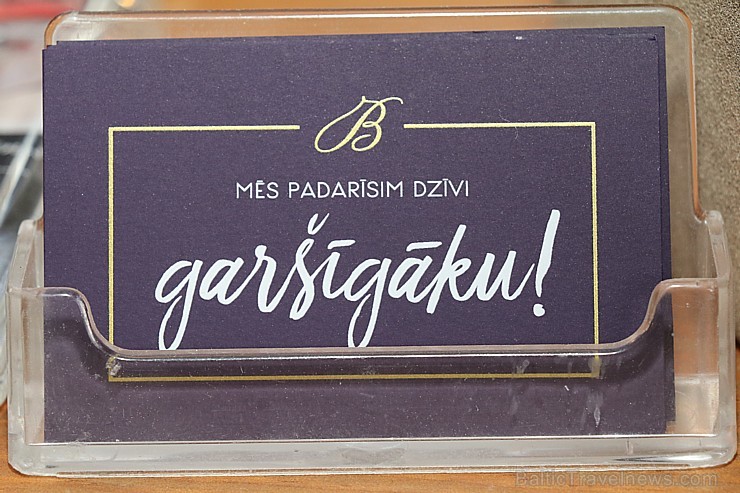 B
MĒS PADARĪSIM DZĪVI
garšīgāku!
BalticTravelnews.com